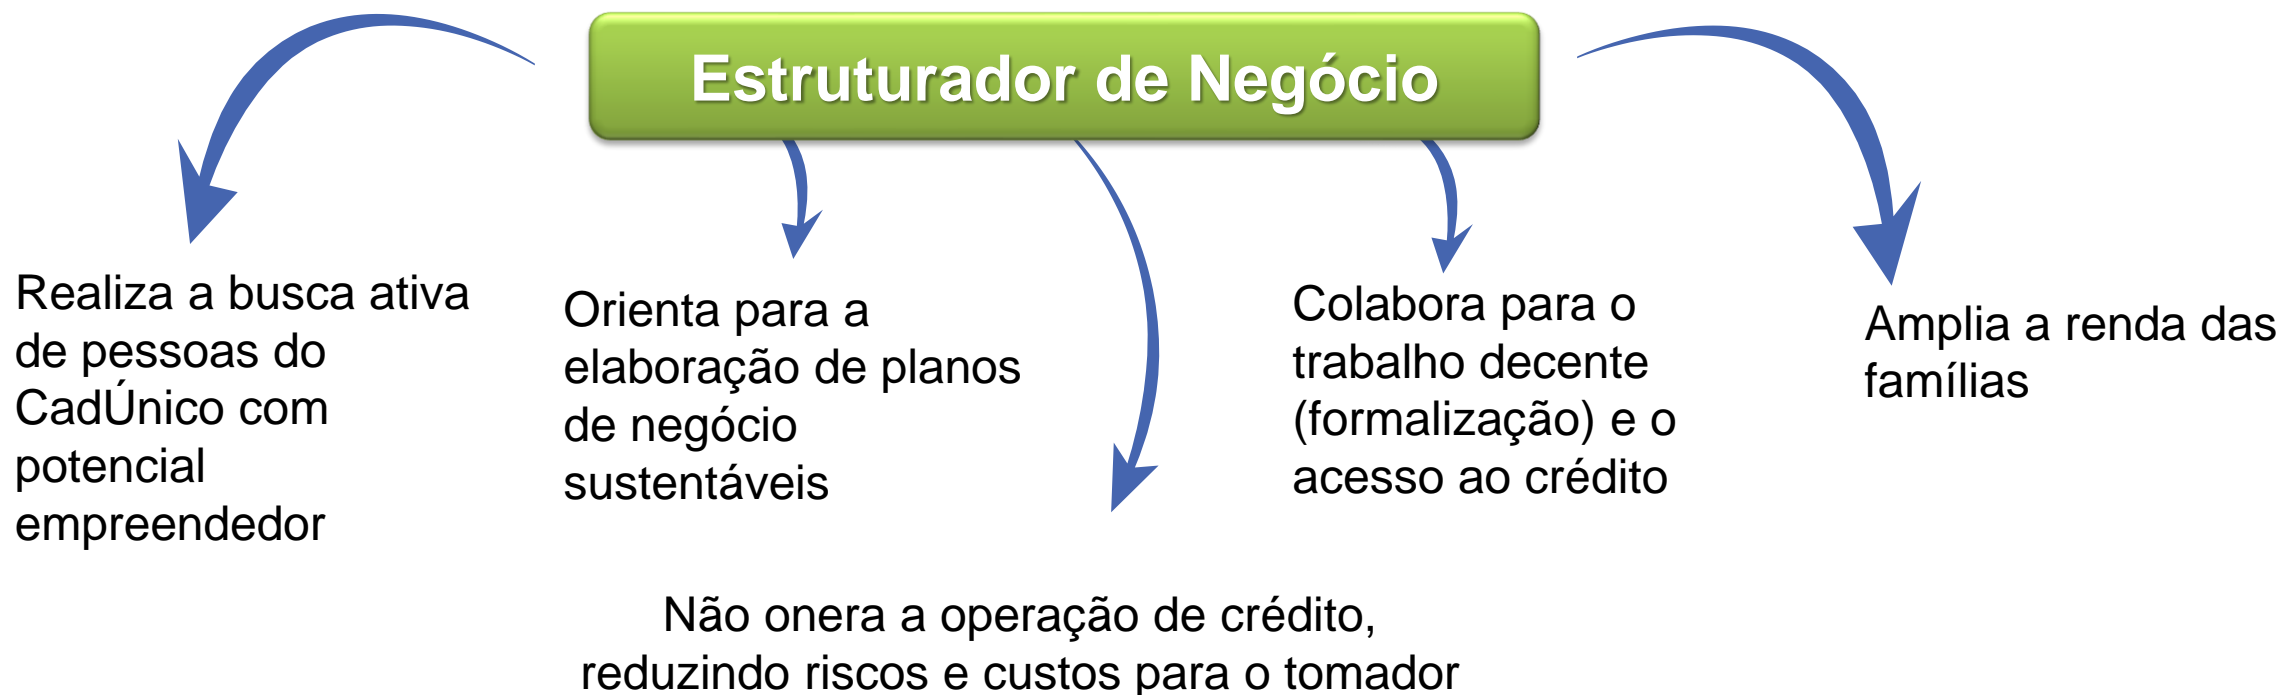 Estruturador de Negócio
Realiza a busca ativa
de pessoas do
CadÚnico com
potencial
empreendedor
Orienta para a
elaboração de planos
de negócio
sustentáveis
Não onera a operação de crédito,
reduzindo riscos e custos para o tomador
Colabora para o
trabalho decente
(formalização) e o
acesso ao crédito
Amplia a renda das
famílias